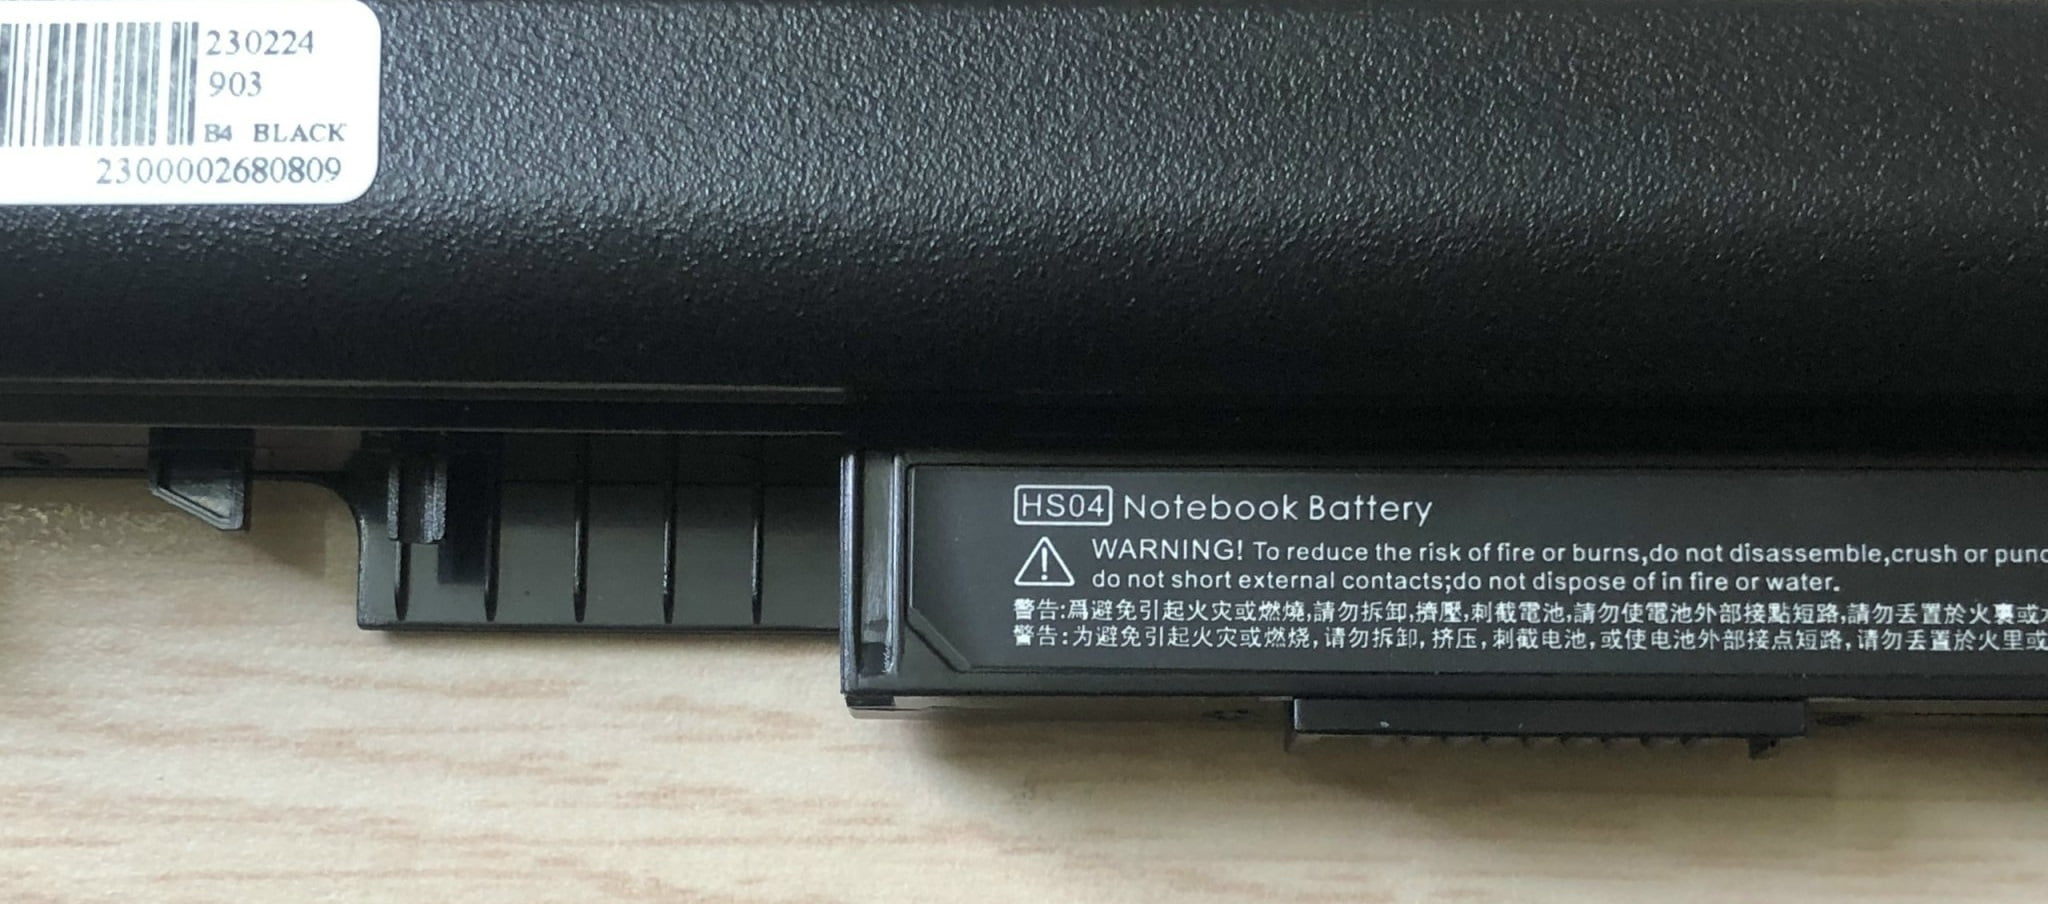 230224
903
B4 BLACK
2300002680809
HS04 Notebook Battery
WARNING! To reduce the risk of fire or burns,do not disassemble,crush or punc
do not short external contacts;do not dispose of in fire or water.
警告:爲避免引起火灾或燃燒,請勿拆卸,擠壓,刺截電池,請勿使電池外部接點短路,請勿丢置於火裏或
警告:为避免引起火灾或燃烧,请勿拆卸,挤压,刺截电池,或使电池外部接点短路,请勿丢置於火里或